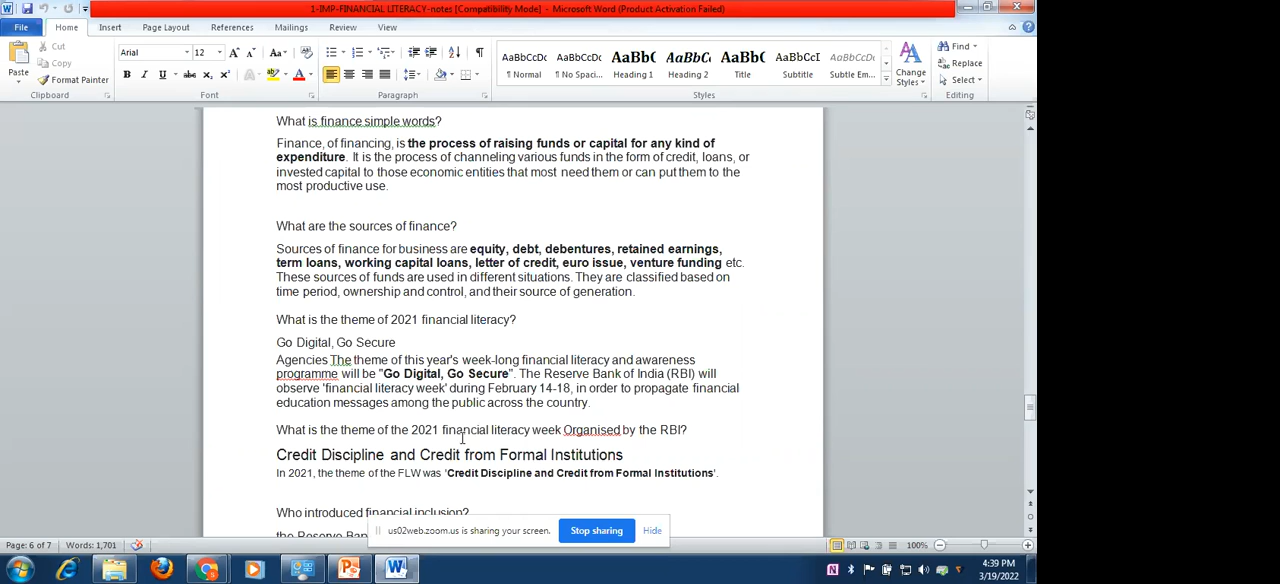 1-IMP-FINANCIAL LITERACY-notes [Compatibility Mode] - Microsoft Word (Product Activation Failed)
File Home Insert Page Layout References Mailings Review View
Paste Cut Copy Format Painter Clipboard
Arial 12 Font
Paragraph
AaBbCcDc ¶ Normal AaBbCcDc ¶ No Spaci... AaBbC Heading 1 AaBbCc Heading 2 AaBbC Title AaBbCcI Subtitle AaBbCcDc Subtle Em... Change Styles Styles
Find Replace Select Editing
What is finance simple words?
Finance, of financing, is the process of raising funds or capital for any kind of
expenditure. It is the process of channeling various funds in the form of credit, loans, or
invested capital to those economic entities that most need them or can put them to the
most productive use.
What are the sources of finance?
Sources of finance for business are equity, debt, debentures, retained earnings,
term loans, working capital loans, letter of credit, euro issue, venture funding etc.
These sources of funds are used in different situations. They are classified based on
time period, ownership and control, and their source of generation.
What is the theme of 2021 financial literacy?
Go Digital, Go Secure
Agencies The theme of this year's week-long financial literacy and awareness
programme will be "Go Digital, Go Secure". The Reserve Bank of India (RBI) will
observe 'financial literacy week' during February 14-18, in order to propagate financial
education messages among the public across the country.
What is the theme of the 2021 financial literacy week Organised by the RBI?
Credit Discipline and Credit from Formal Institutions
In 2021, the theme of the FLW was 'Credit Discipline and Credit from Formal Institutions'.
Who introduced financial inclusion?
the Reserve Ban
us02web.zoom.us is sharing your screen. Stop sharing Hide
Page: 6 of 7 Words: 1,701 100%
4:39 PM
3/19/2022